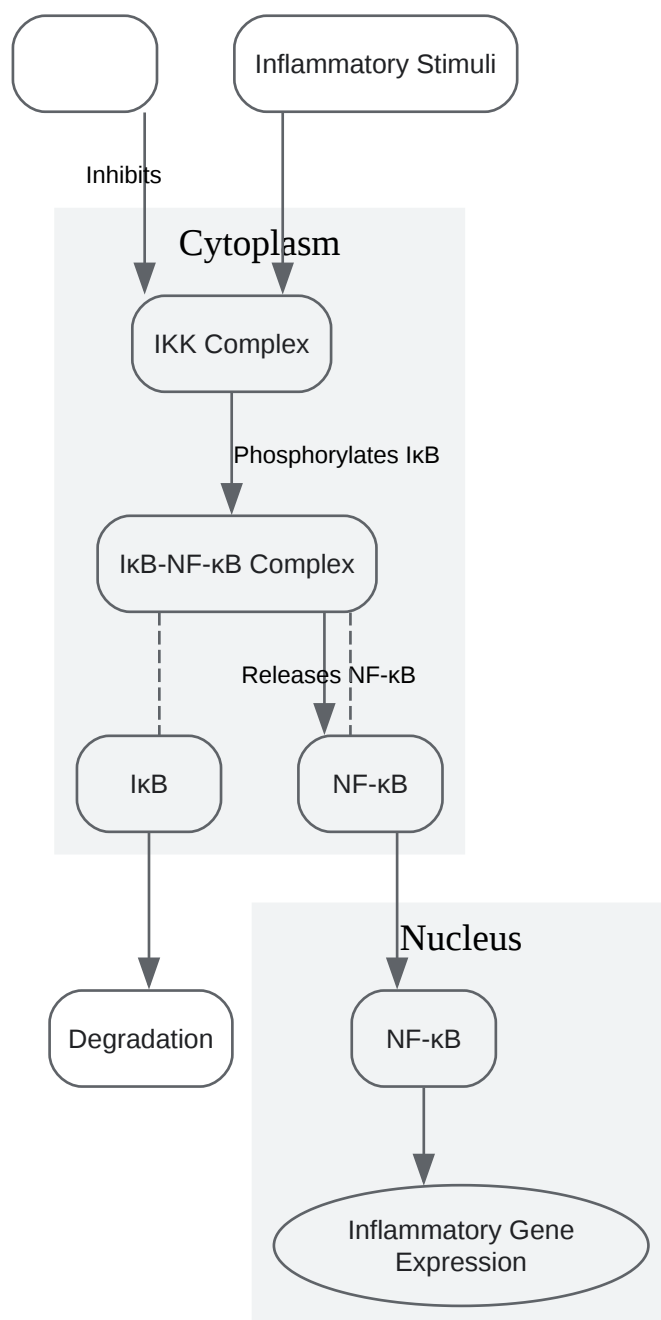 Inflammatory Stimuli
Inhibits
Cytoplasm
IKK Complex
Phosphorylates IκB
IκB-NF-κB Complex
Releases NF-κB
IκB
NF-κB
Nucleus
Degradation
NF-κB
Inflammatory Gene
Expression